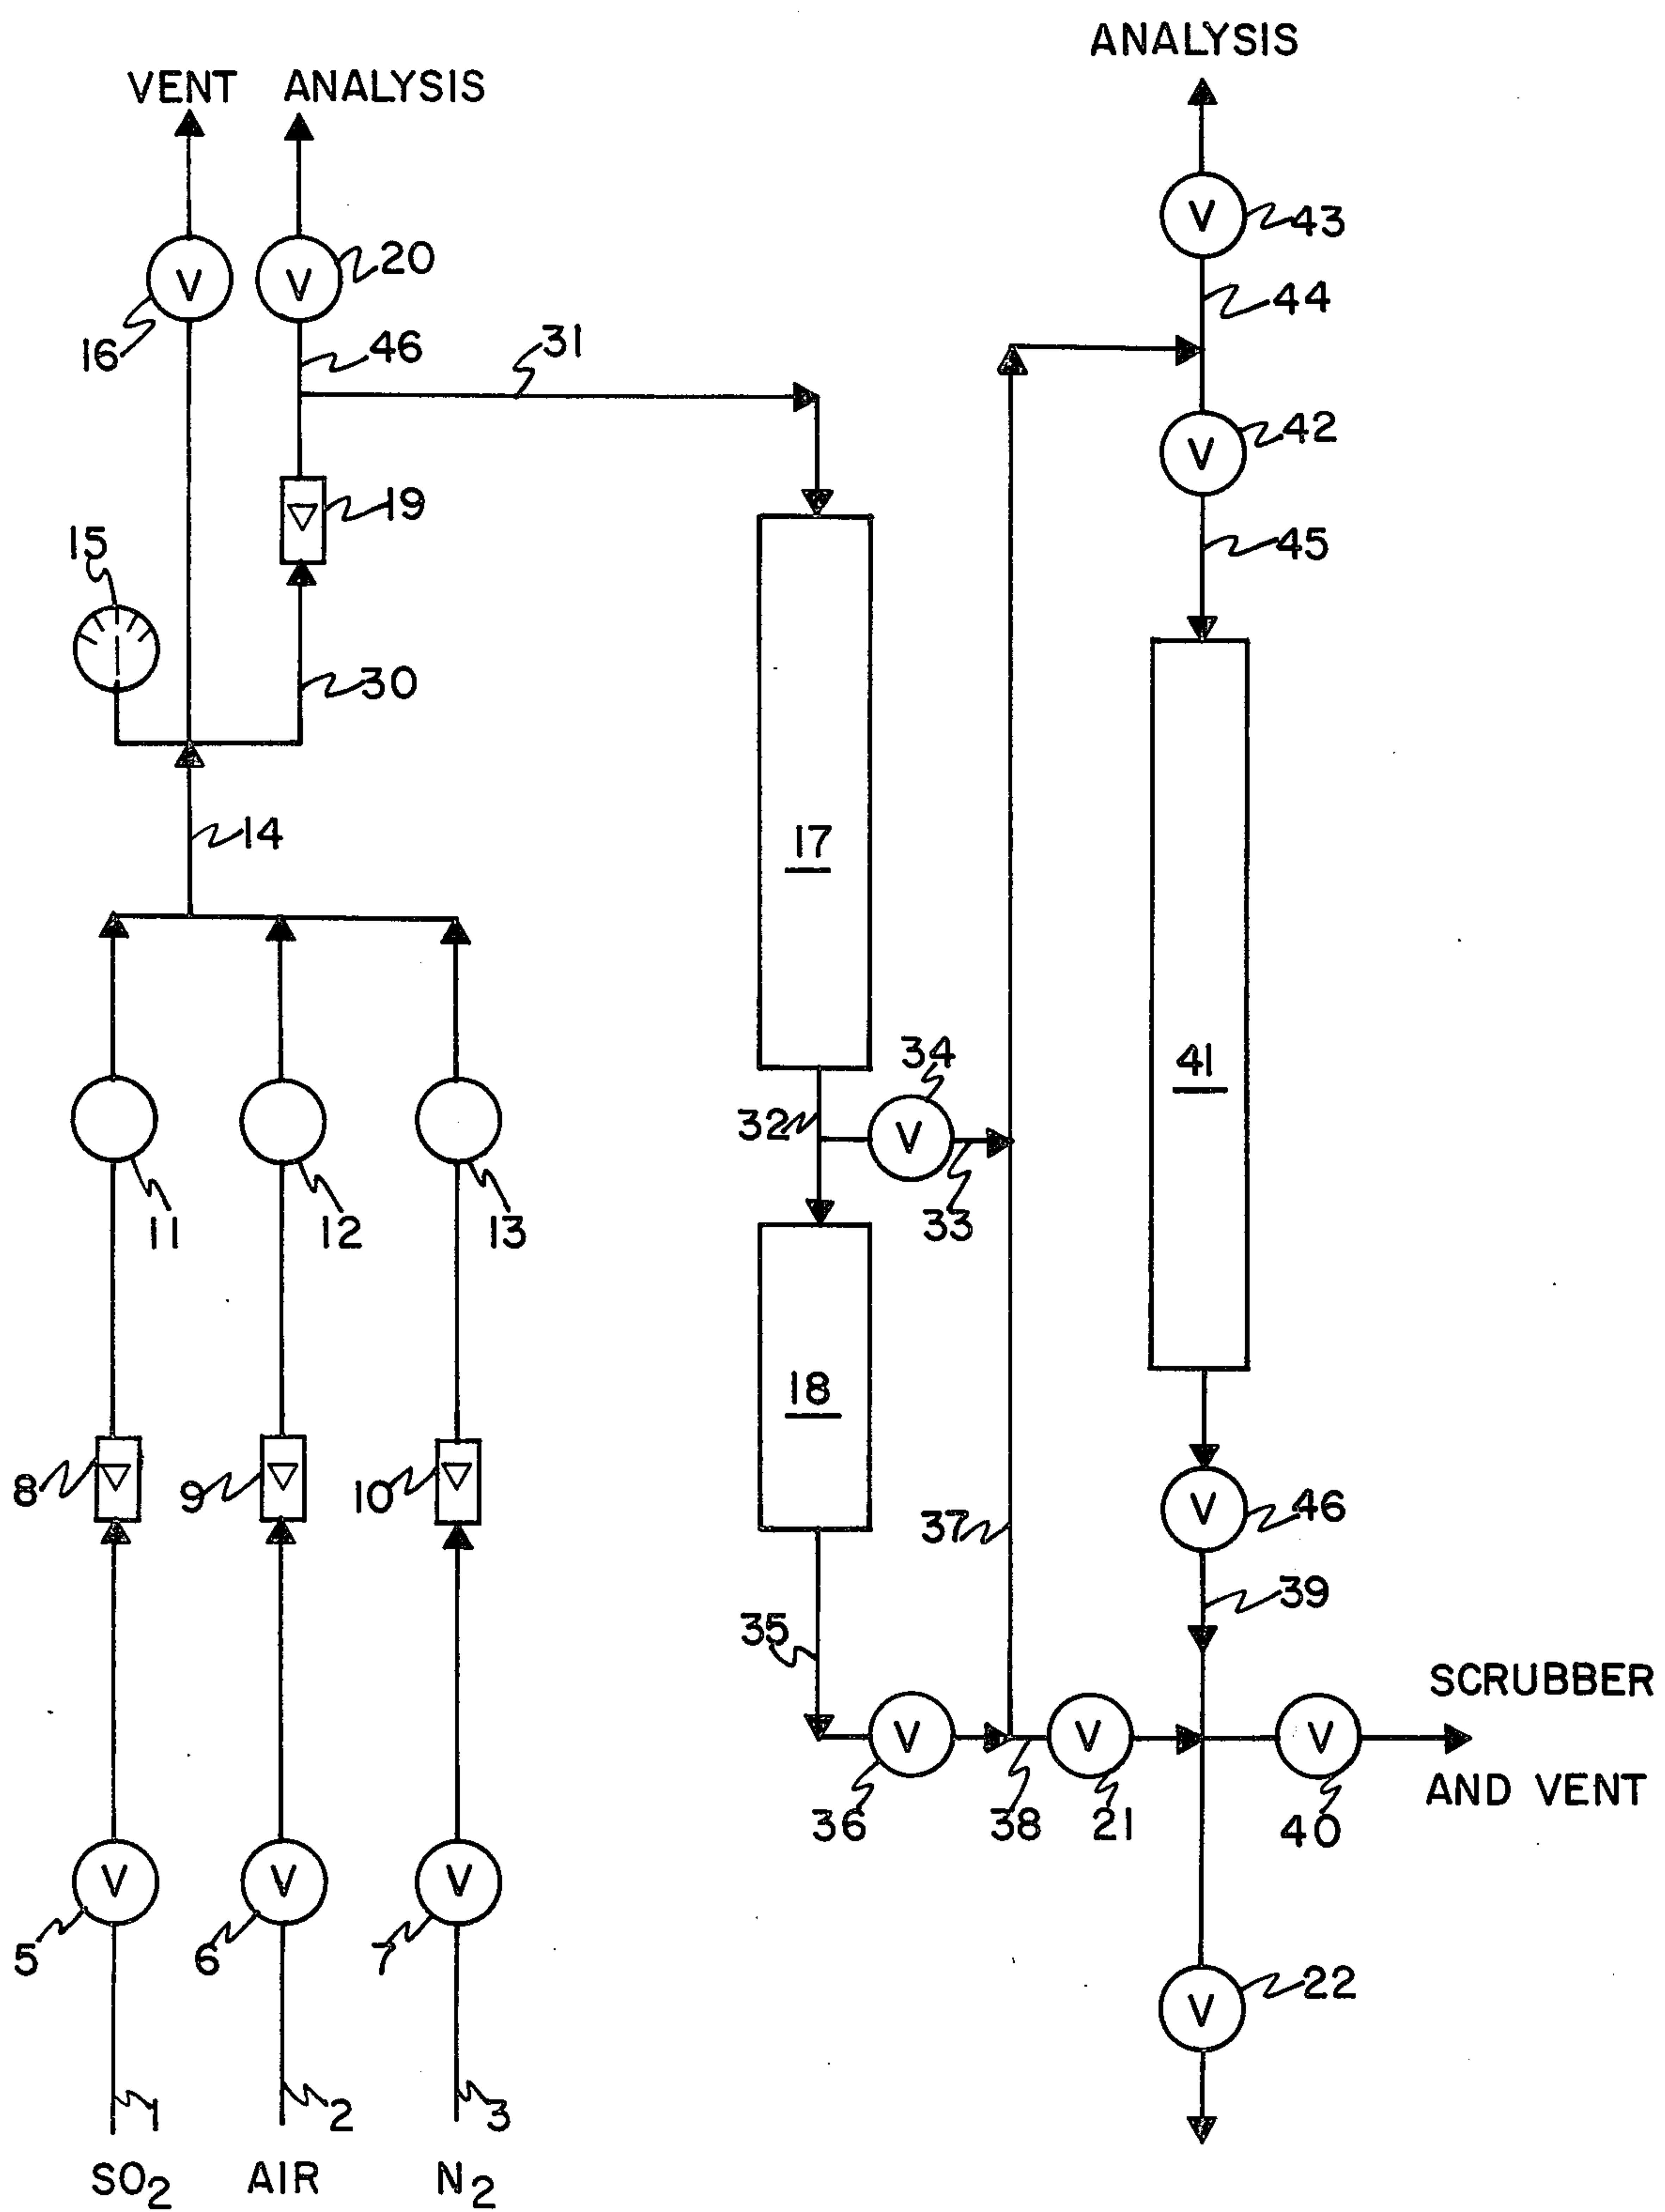 ANALYSIS
VENT ANALYSIS
V 43
V V 20
44
16 46 31
V 42
19
15
45
30
14
17
34
41
32 V
33
11 12 13
18
8 9 10
V 46
37
39
35
SCRUBBER
V V V
AND VENT
36 38 21 40
V V V
5 6 7
V 22
1 2 3
SO2 AIR N2